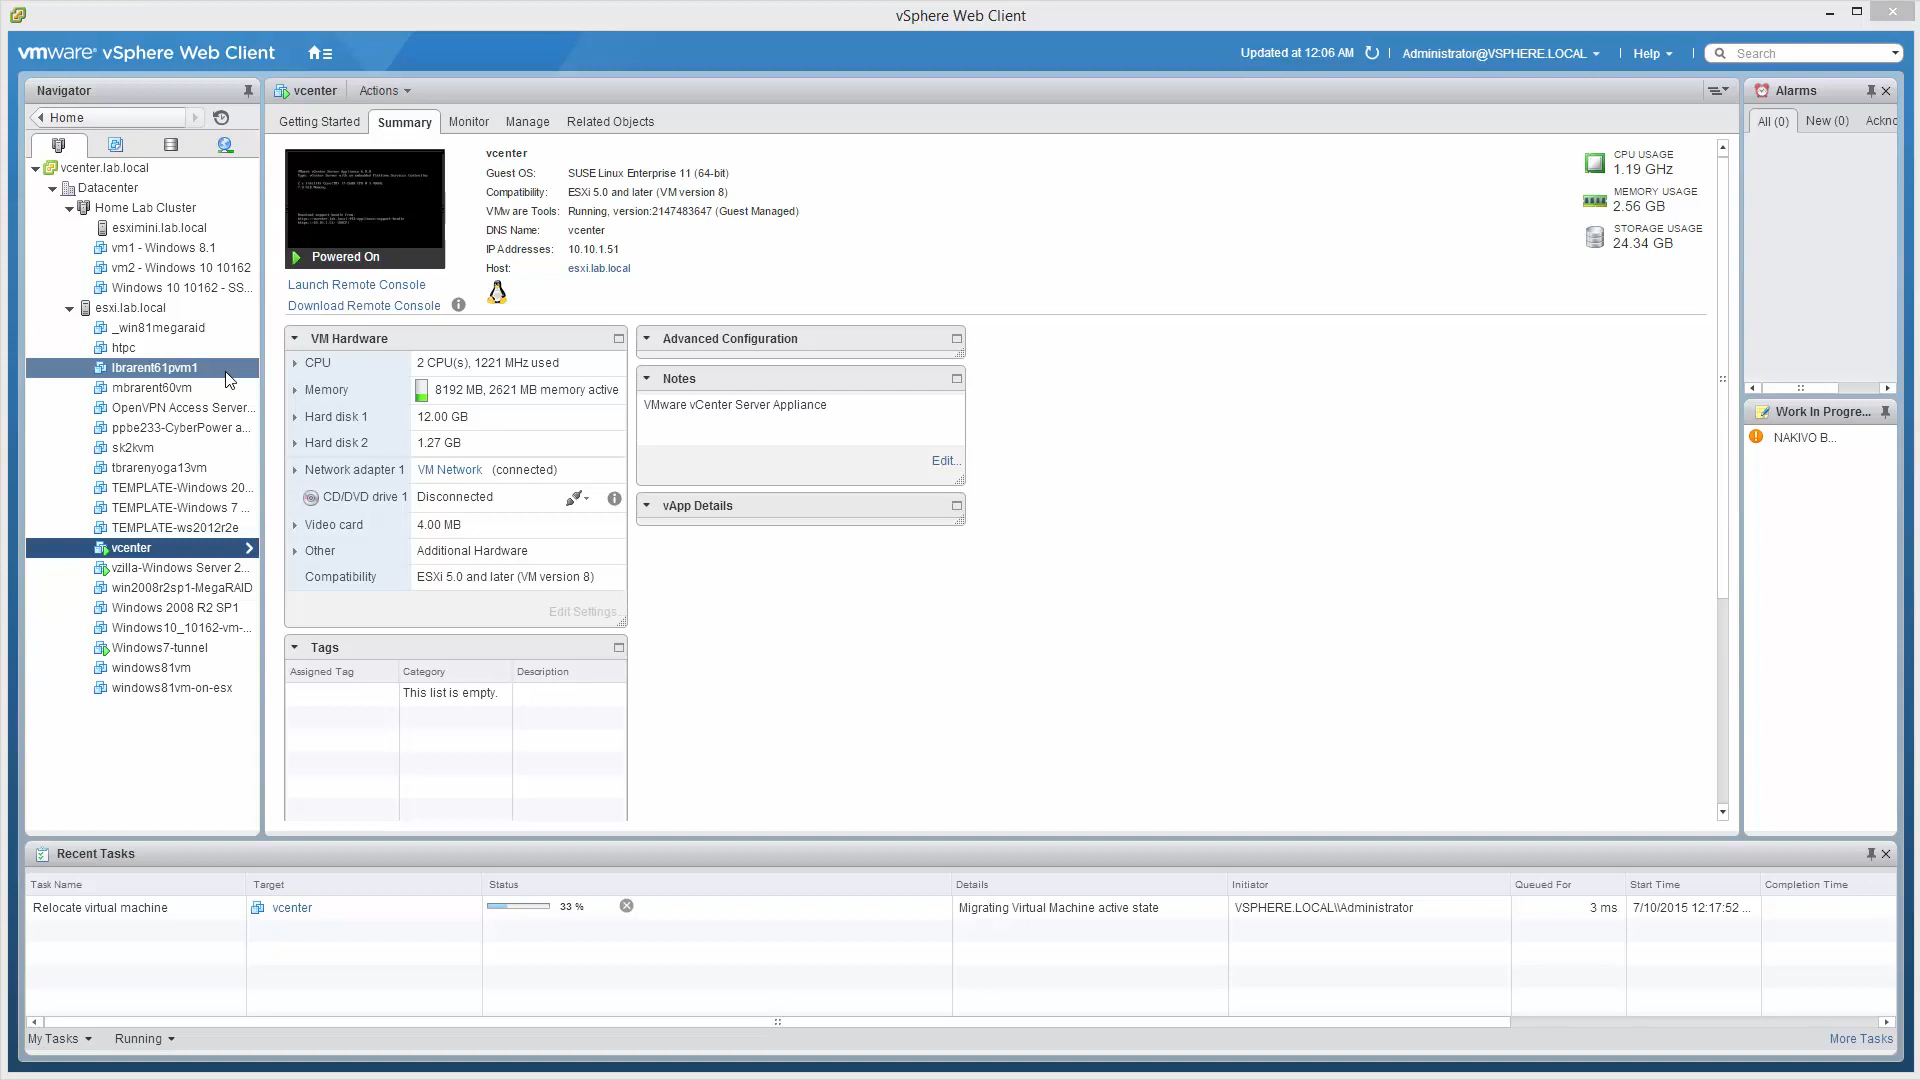 vSphere Web Client
vmware® vSphere Web Client
Updated at 12:06 AM
Administrator@VSPHERE.LOCAL
Help
Search
Navigator
Home
vcenter.lab.local
Datacenter
Home Lab Cluster
esximini.lab.local
vm1 - Windows 8.1
vm2 - Windows 10 10162
Windows 10 10162 - SS...
esxi.lab.local
_win81megaraid
htpc
lbrarent61pvm1
mbrarent60vm
OpenVPN Access Server...
ppbe233-CyberPower a...
sk2kvm
tbrarenyoga13vm
TEMPLATE-Windows 20...
TEMPLATE-Windows 7 ...
TEMPLATE-ws2012r2e
vcenter
vzilla-Windows Server 2...
win2008r2sp1-MegaRAID
Windows 2008 R2 SP1
Windows10_10162-vm-...
Windows7-tunnel
windows81vm
windows81vm-on-esx
vcenter
Actions
Getting Started
Summary
Monitor
Manage
Related Objects
Powered On
Launch Remote Console
Download Remote Console
vcenter
Guest OS: SUSE Linux Enterprise 11 (64-bit)
Compatibility: ESXi 5.0 and later (VM version 8)
VMware Tools: Running, version:2147483647 (Guest Managed)
DNS Name: vcenter
IP Addresses: 10.10.1.51
Host: esxi.lab.local
CPU USAGE
1.19 GHz
MEMORY USAGE
2.56 GB
STORAGE USAGE
24.34 GB
VM Hardware
CPU 2 CPU(s), 1221 MHz used
Memory 8192 MB, 2621 MB memory active
Hard disk 1 12.00 GB
Hard disk 2 1.27 GB
Network adapter 1 VM Network (connected)
CD/DVD drive 1 Disconnected
Video card 4.00 MB
Other Additional Hardware
Compatibility ESXi 5.0 and later (VM version 8)
Edit Settings...
Advanced Configuration
Notes
VMware vCenter Server Appliance
Edit...
vApp Details
Tags
Assigned Tag Category Description
This list is empty.
Alarms
All (0) New (0) Ackno
Work In Progre...
NAKIVO B...
Recent Tasks
Task Name Target Status Details Initiator Queued For Start Time Completion Time
Relocate virtual machine vcenter 33 % Migrating Virtual Machine active state VSPHERE.LOCAL\\Administrator 3 ms 7/10/2015 12:17:52 ...
My Tasks Running More Tasks